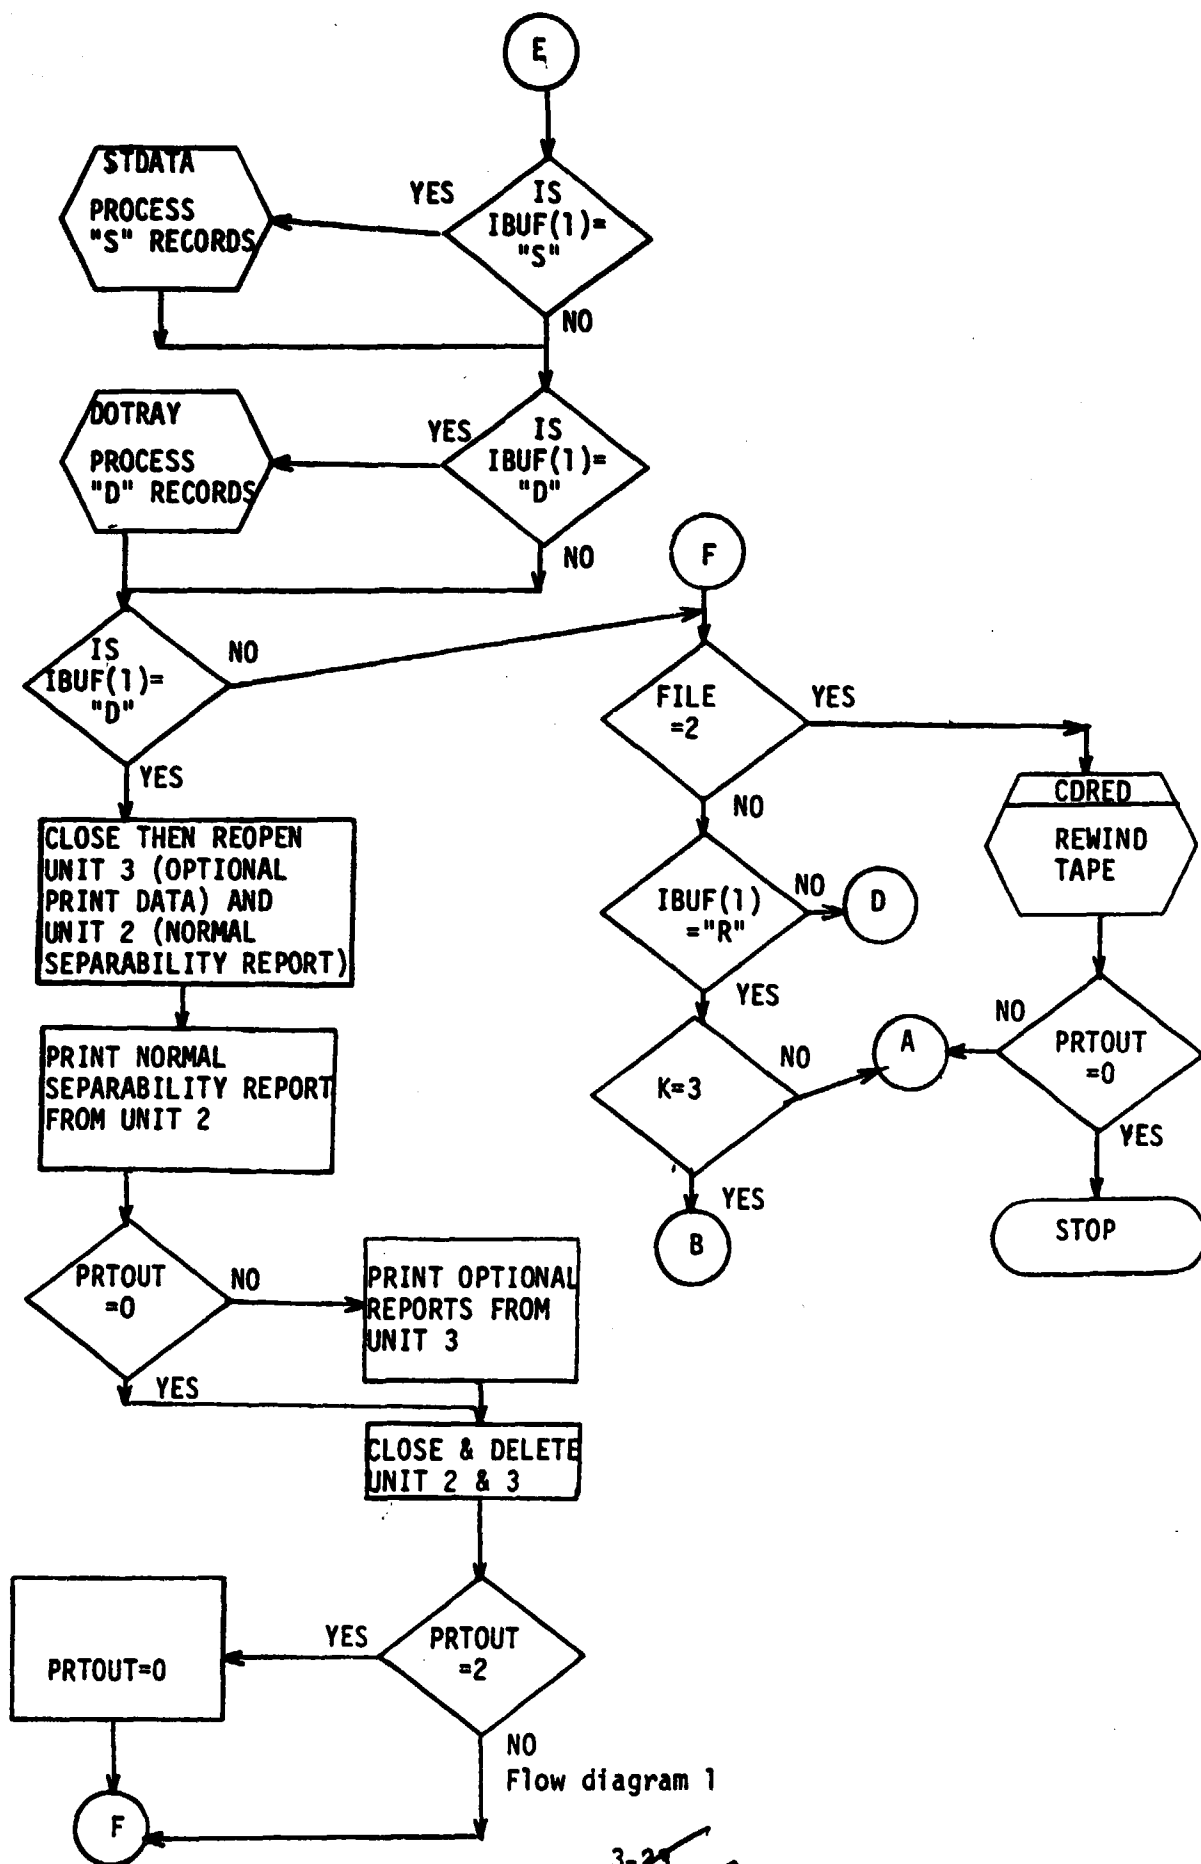 E
STDATA
PROCESS
"S" RECORDS
YES
IS
IBUF(1)=
"S"
NO
DOTRAY
PROCESS
"D" RECORDS
YES
IS
IBUF(1)=
"D"
NO
IS
IBUF(1)=
"D"
NO
YES
CLOSE THEN REOPEN
UNIT 3 (OPTIONAL
PRINT DATA) AND
UNIT 2 (NORMAL
SEPARABILITY REPORT)
PRINT NORMAL
SEPARABILITY REPORT
FROM UNIT 2
PRTOUT
=0
NO
YES
PRINT OPTIONAL
REPORTS FROM
UNIT 3
CLOSE & DELETE
UNIT 2 & 3
PRTOUT
=2
YES
NO
PRTOUT=0
F
F
FILE
=2
YES
NO
CDRED
REWIND
TAPE
IBUF(1)
="R"
NO
D
YES
K=3
NO
A
YES
B
PRTOUT
=0
NO
YES
STOP
Flow diagram 1